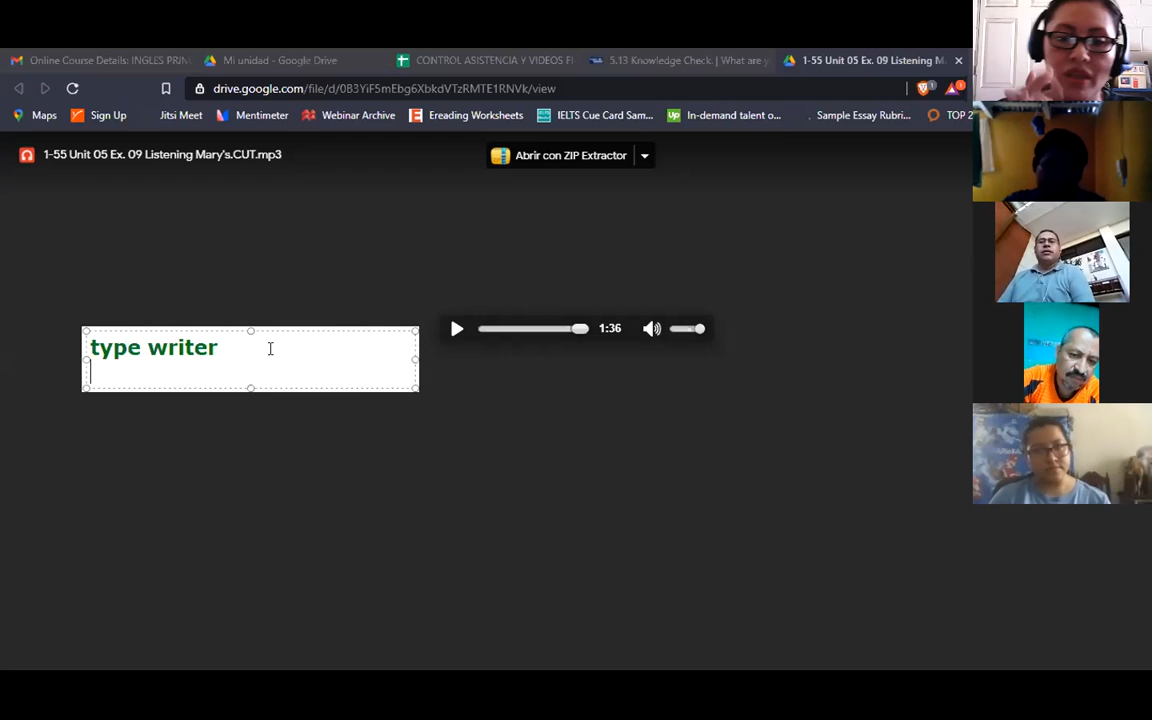 Online Course Details: INGLES PRIN
Mi unidad - Google Drive
CONTROL ASISTENCIA Y VIDEOS F
5.13 Knowledge Check. | What are y
1-55 Unit 05 Ex. 09 Listening M
drive.google.com/file/d/0B3YiF5mEbg6XbkdVTzRMTE1RNVk/view
Maps
Sign Up
Jitsi Meet
Mentimeter
Webinar Archive
Ereading Worksheets
IELTS Cue Card Sam...
In-demand talent o...
Sample Essay Rubri...
TOP 2
1-55 Unit 05 Ex. 09 Listening Mary's.CUT.mp3
Abrir con ZIP Extractor
type writer
1:36